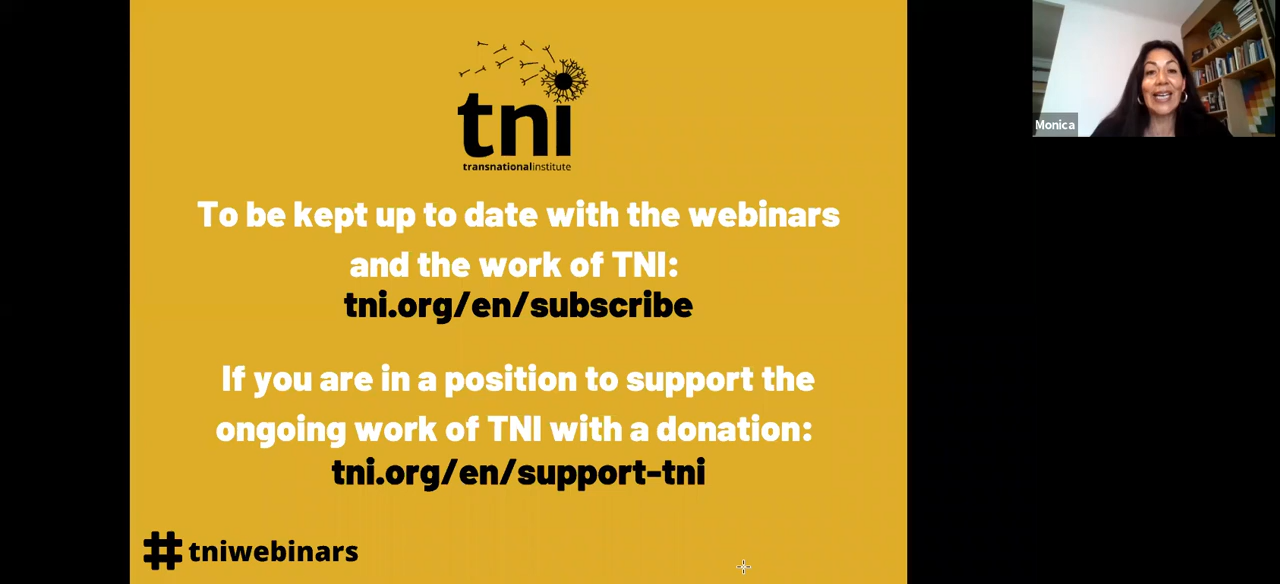 tni
transnationalinstitute
To be kept up to date with the webinars
and the work of TNI:
tni.org/en/subscribe
If you are in a position to support the
ongoing work of TNI with a donation:
tni.org/en/support-tni
#tniwebinars
Monica